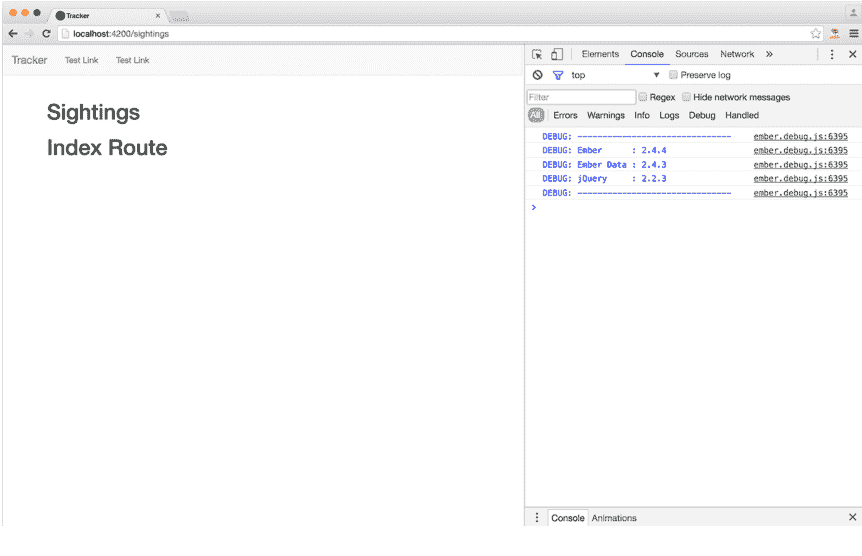 Tracker
localhost:4200/sightings
Tracker Test Link Test Link
Sightings
Index Route
Elements Console Sources Network »
top Preserve log
Filter Regex Hide network messages
All Errors Warnings Info Logs Debug Handled
DEBUG: ------------------------------- ember.debug.js:6395
DEBUG: Ember : 2.4.4 ember.debug.js:6395
DEBUG: Ember Data : 2.4.3 ember.debug.js:6395
DEBUG: jQuery : 2.2.3 ember.debug.js:6395
DEBUG: ------------------------------- ember.debug.js:6395
>
Console Animations